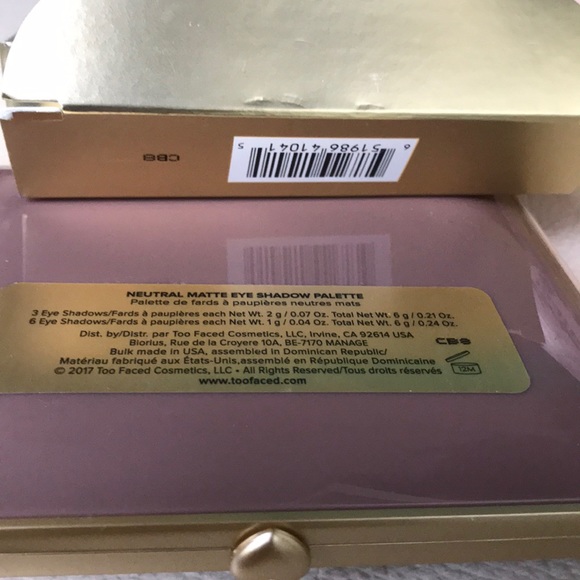 CB8
6 51986 41041 5
NEUTRAL MATTE EYE SHADOW PALETTE
Palette de fards à paupières neutres mats
3 Eye Shadows/Fards à paupières each Net Wt. 2 g / 0.07 Oz. Total Net Wt. 6 g / 0.21 Oz.
6 Eye Shadows/Fards à paupières each Net Wt. 1 g / 0.04 Oz. Total Net Wt. 6 g / 0.24 Oz.
Dist. by/Distr. par Too Faced Cosmetics, LLC, Irvine, CA 92614 USA
Biorius, Rue de la Croyere 10A, BE-7170 MANAGE
Bulk made in USA, assembled in Dominican Republic/
Matériau fabriqué aux États-Unis,assemblé en République Dominicaine
© 2017 Too Faced Cosmetics, LLC • All Rights Reserved/Tous droits réservés
www.toofaced.com
CB8
12M